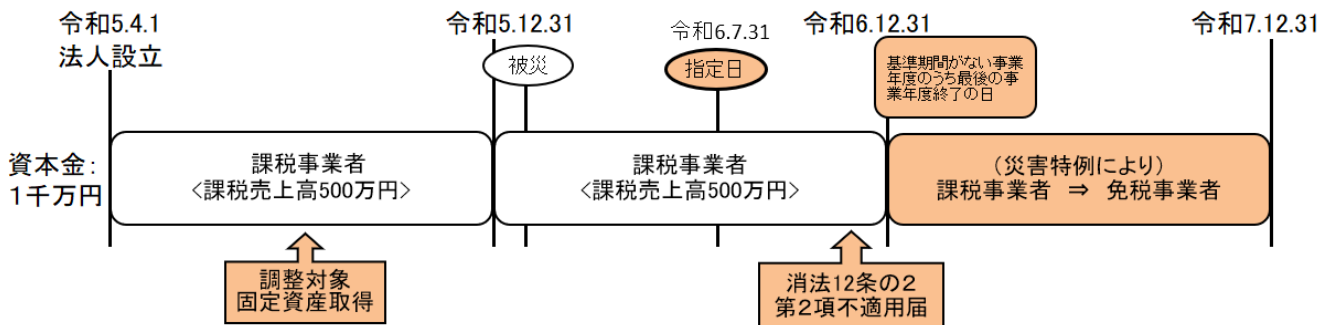 令和5.4.1
法人設立
令和5.12.31
被災
令和6.7.31
指定日
令和6.12.31
基準期間がない事業
年度のうち最後の事
業年度終了の日
令和7.12.31
資本金:
1千万円
課税事業者
<課税売上高500万円>
課税事業者
<課税売上高500万円>
(災害特例により)
課税事業者 ⇒ 免税事業者
調整対象
固定資産取得
消法12条の2
第2項不適用届